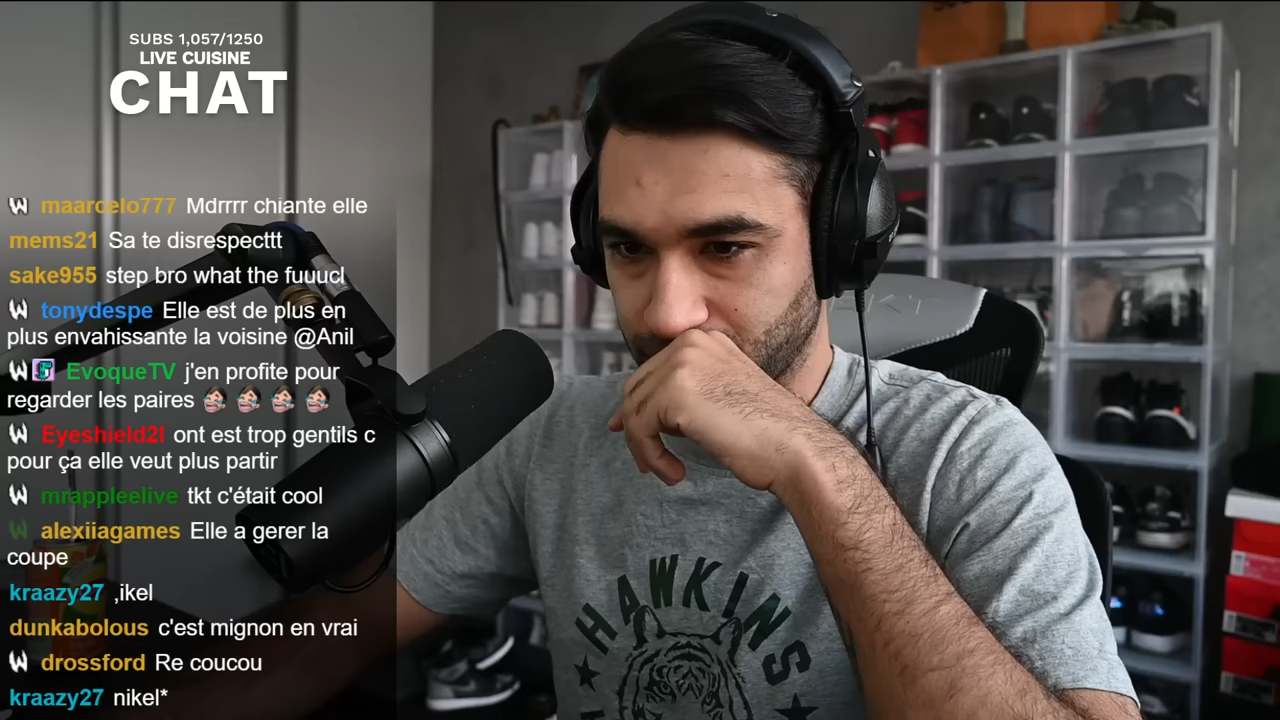 SUBS 1,057/1250
LIVE CUISINE
CHAT
maarcelo777 Mdrrrr chiante elle
mems21 Sa te disrespecttt
sake955 step bro what the fuuucl
tonydespe Elle est de plus en
plus envahissante la voisine @Anil
EvoqueTV j'en profite pour
regarder les paires
Eyeshield2l ont est trop gentils c
pour ça elle veut plus partir
mrappleelive tkt c'était cool
alexiiagames Elle a gerer la
coupe
kraazy27 ,ikel
dunkabolous c'est mignon en vrai
drossford Re coucou
kraazy27 nikel*
HAWKINS